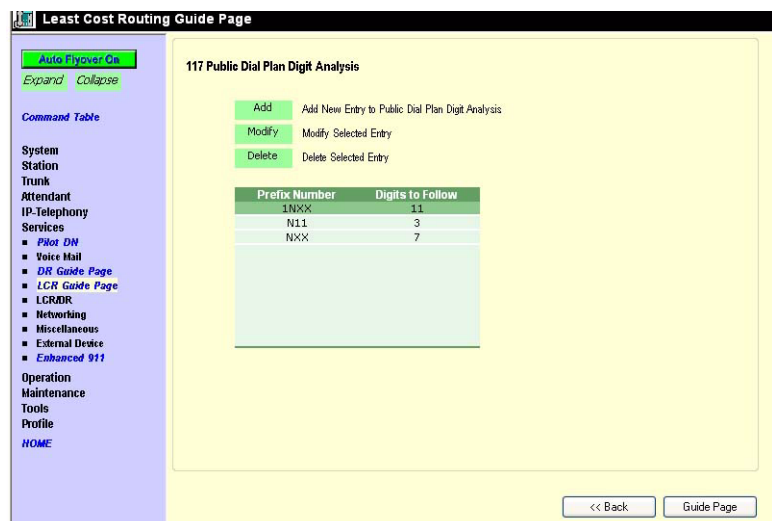 Least Cost Routing Guide Page
Auto Flyover On
Expand Collapse
Command Table
System
Station
Trunk
Attendant
IP-Telephony
Services
Pilot DN
Voice Mail
DR Guide Page
LCR Guide Page
LCR/DR
Networking
Miscellaneous
External Device
Enhanced 911
Operation
Maintenance
Tools
Profile
HOME
117 Public Dial Plan Digit Analysis
Add Add New Entry to Public Dial Plan Digit Analysis
Modify Modify Selected Entry
Delete Delete Selected Entry
Prefix Number Digits to Follow
1NXX 11
N11 3
NXX 7
<< Back Guide Page